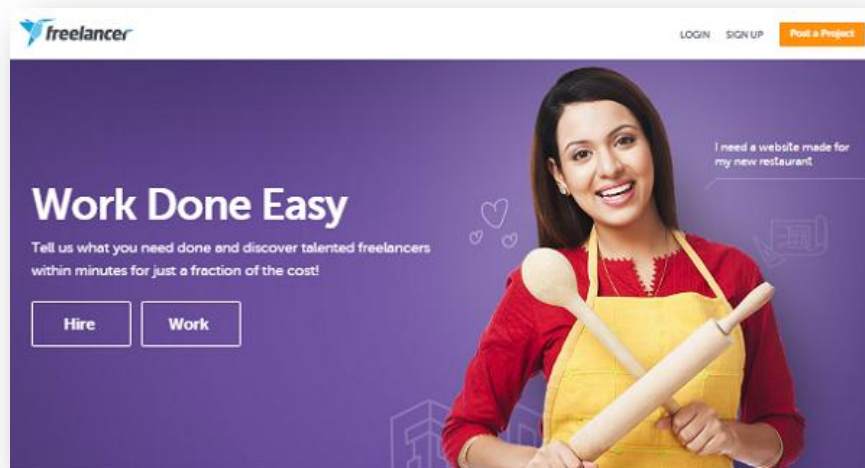 freelancer
LOGIN SIGN UP Post a Project
I need a website made for
my new restaurant
Work Done Easy
Tell us what you need done and discover talented freelancers
within minutes for just a fraction of the cost!
Hire Work